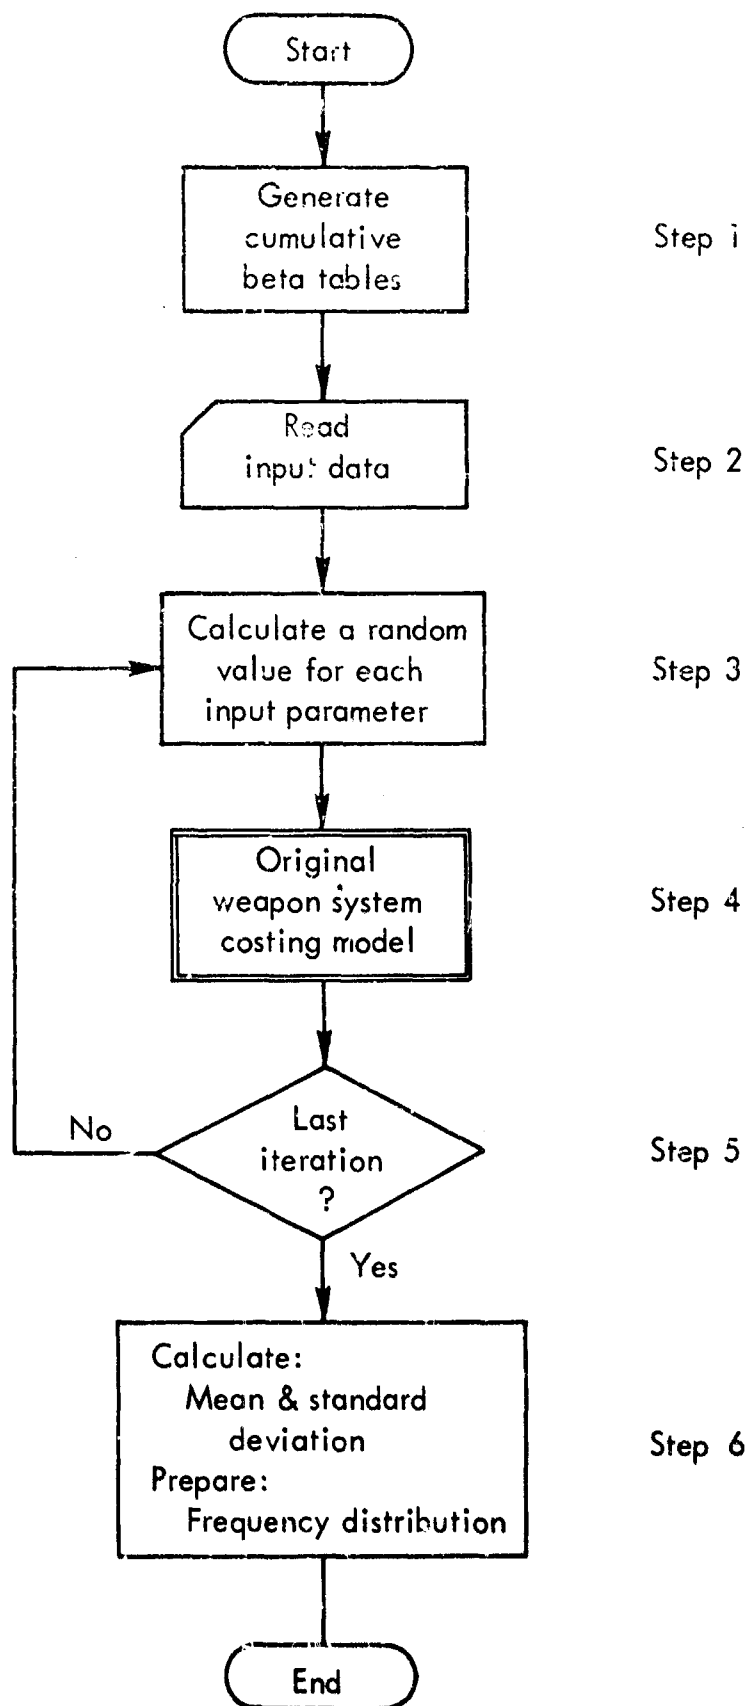 Start
Generate
cumulative
beta tables
Step 1
Read
input data
Step 2
Calculate a random
value for each
input parameter
Step 3
Original
weapon system
costing model
Step 4
Last
iteration
?
No
Step 5
Yes
Calculate:
Mean & standard
deviation
Prepare:
Frequency distribution
Step 6
End